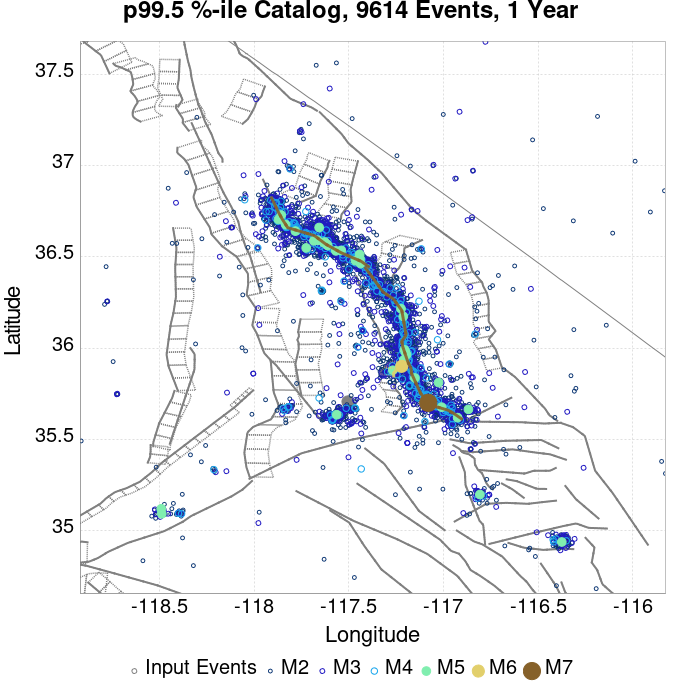 p99.5 %-ile Catalog, 9614 Events, 1 Year
37.5
37
36.5
36
35.5
35
Latitude
-118.5 -118 -117.5 -117 -116.5 -116
Longitude
Input Events M2 M3 M4 M5 M6 M7